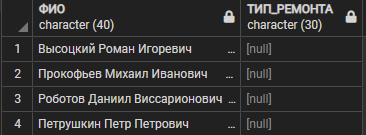 ФИО
character (40)
ТИП_РЕМОНТА
character (30)
1 Высоцкий Роман Игоревич ... [null]
2 Прокофьев Михаил Иванович ... [null]
3 Роботов Даниил Виссарионович ... [null]
4 Петрушкин Петр Петрович ... [null]